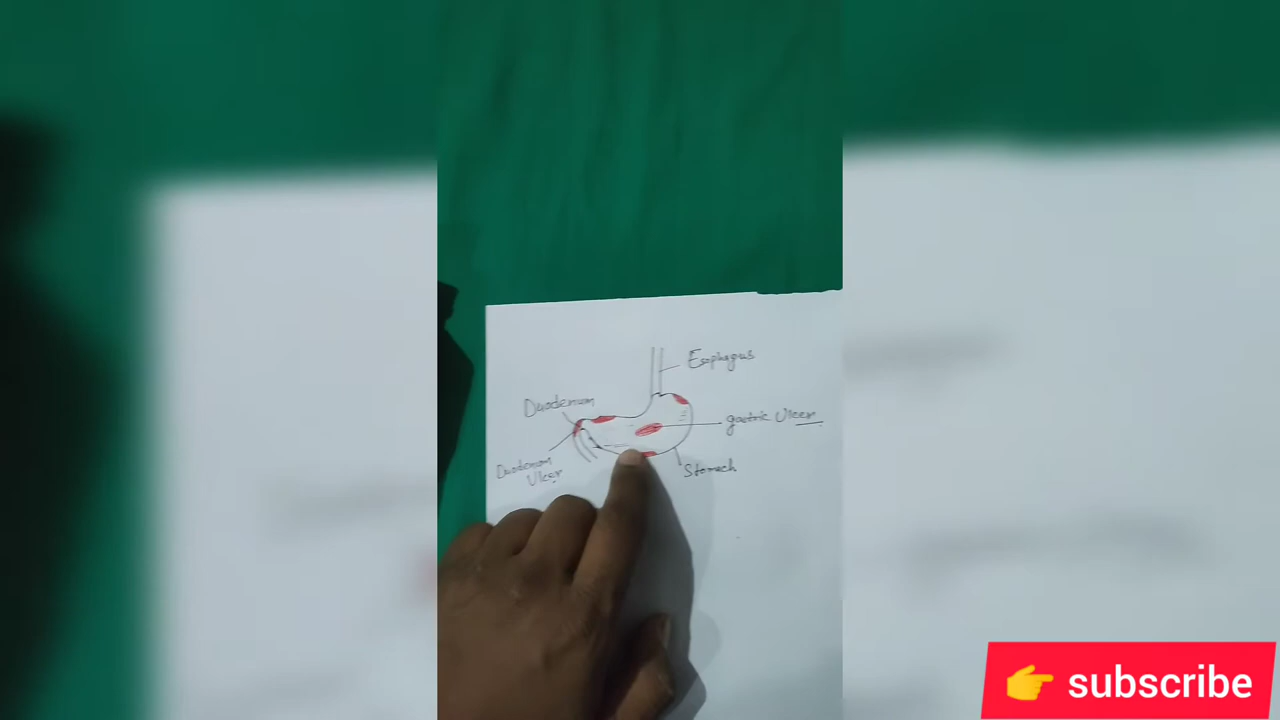 Esophagus
Duodenum
gastric Ulcer
Duodenum
Ulcer
Stomach
subscribe